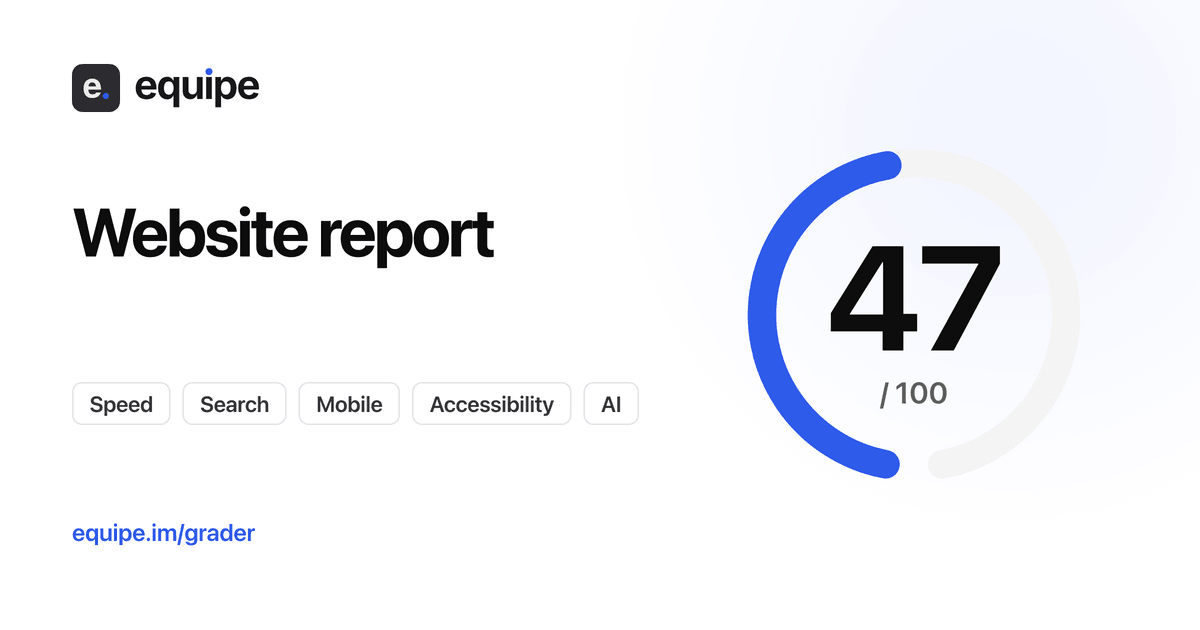 e. equipe
Website report
47
/ 100
Speed Search Mobile Accessibility AI
equipe.im/grader